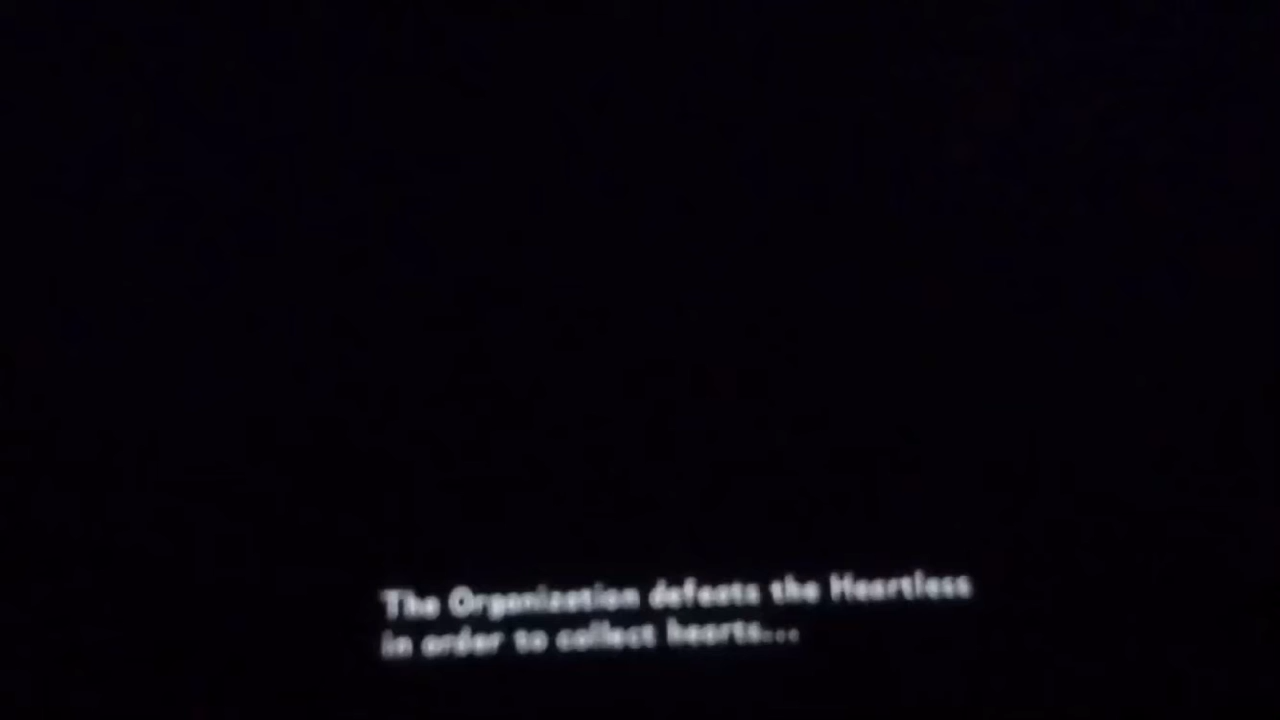 The Organization defeats the Heartless
in order to collect hearts...